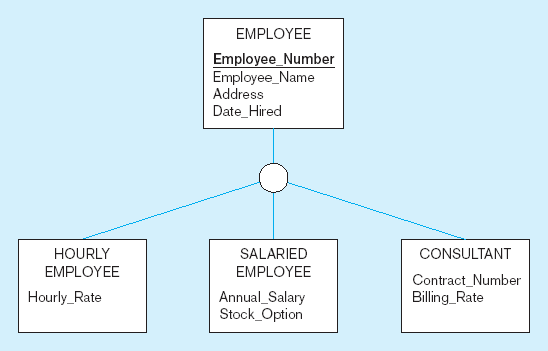 EMPLOYEE
Employee_Number
Employee_Name
Address
Date_Hired
HOURLY
EMPLOYEE
Hourly_Rate
SALARIED
EMPLOYEE
Annual_Salary
Stock_Option
CONSULTANT
Contract_Number
Billing_Rate